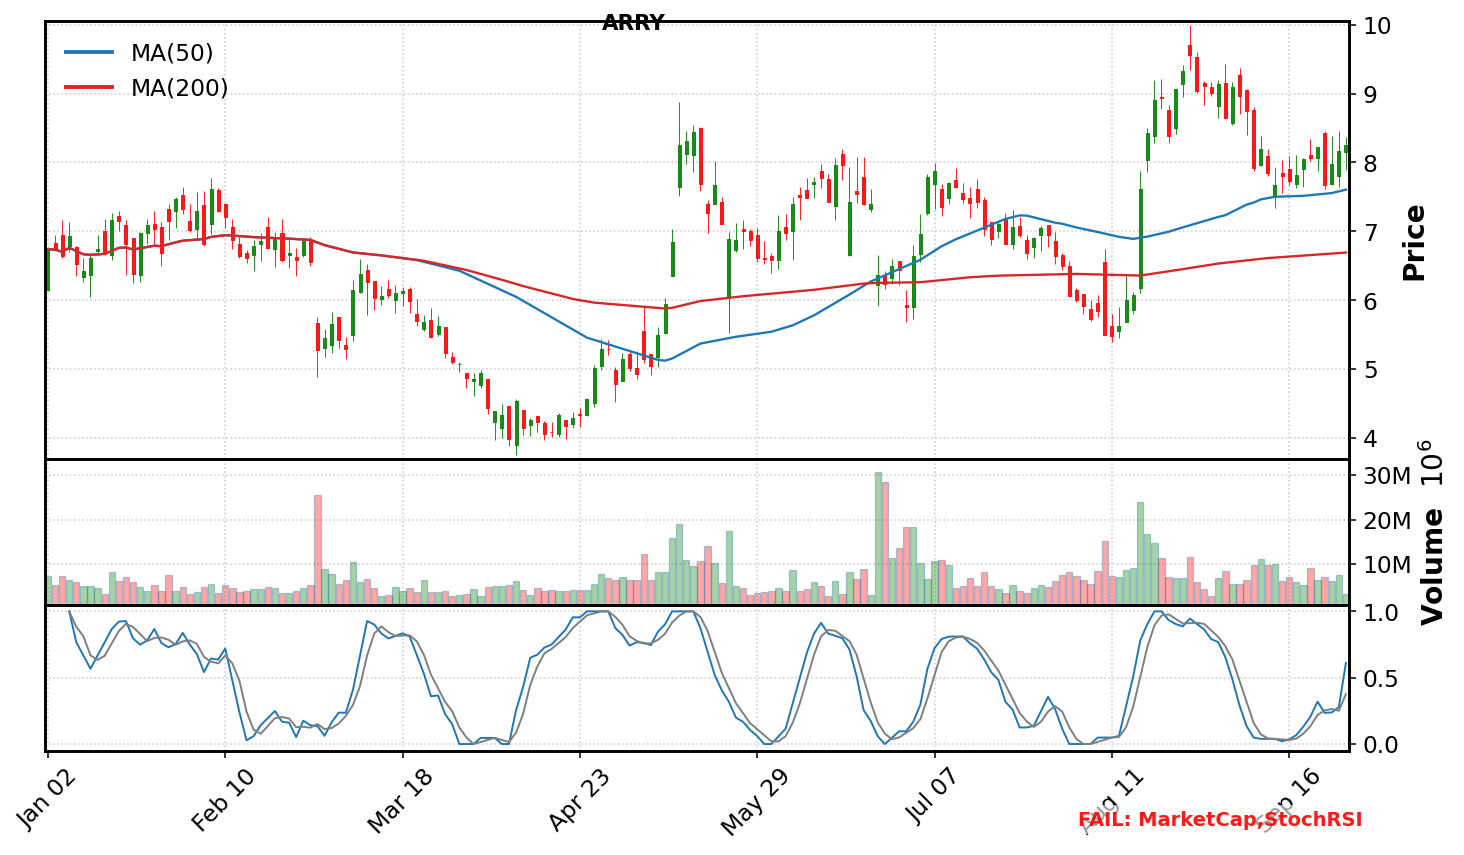 ARRY
MA(50)
MA(200)
10
9
8
7
6
5
4
Price
30M
20M
10M
Volume 10^6
1.0
0.5
0.0
Jan 02
Feb 10
Mar 18
Apr 23
May 29
Jul 07
Aug 11
Sep 16
FAIL: MarketCap,StochRSI